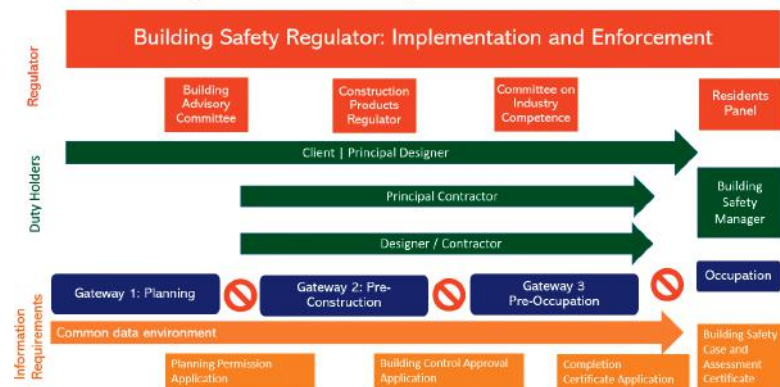 Building Safety Regulator: Implementation and Enforcement
Regulator
Building
Advisory
Committee
Construction
Products
Regulator
Committee on
Industry
Competence
Residents
Panel
Duty Holders
Client | Principal Designer
Principal Contractor
Designer / Contractor
Building
Safety
Manager
Gateway 1: Planning
Gateway 2: Pre-
Construction
Gateway 3
Pre-Occupation
Occupation
Information
Requirements
Common data environment
Planning Permission
Application
Building Control Approval
Application
Completion
Certificate Application
Building Safety
Case and
Assessment
Certificate